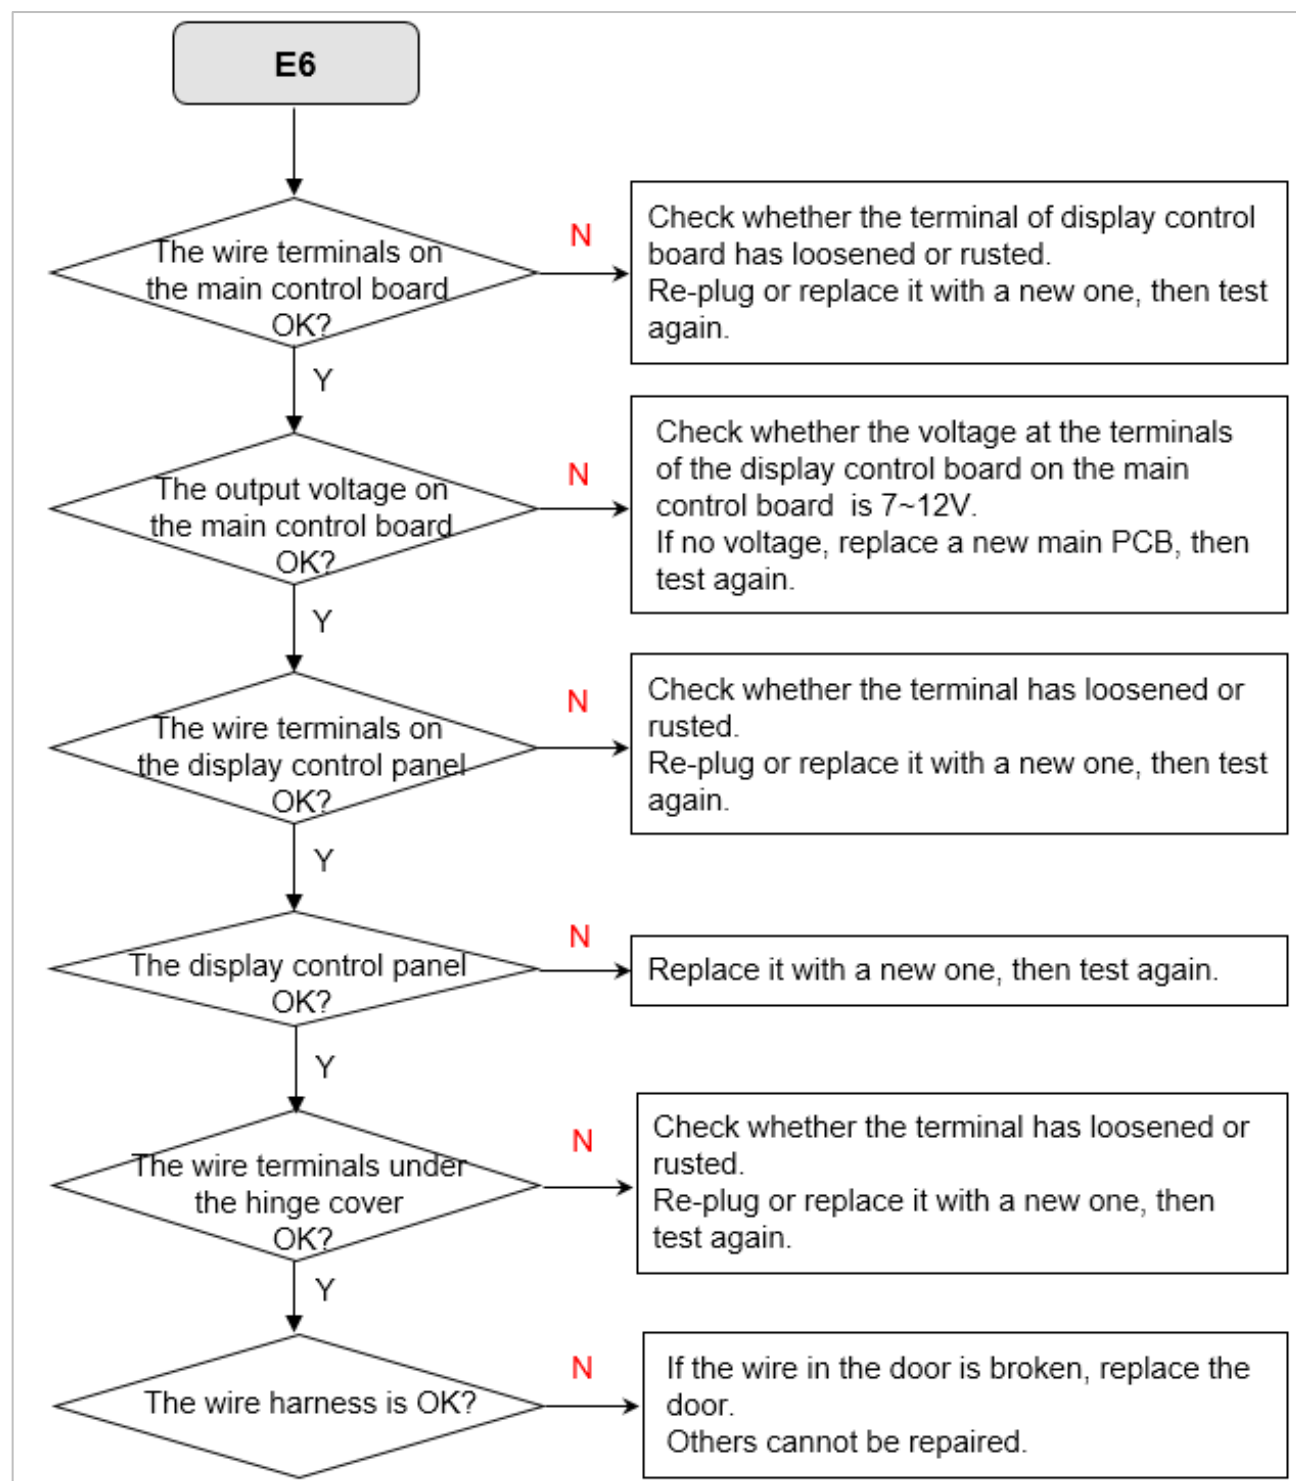 E6
The wire terminals on
the main control board
OK?
N
Check whether the terminal of display control
board has loosened or rusted.
Re-plug or replace it with a new one, then test
again.
Y
The output voltage on
the main control board
OK?
N
Check whether the voltage at the terminals
of the display control board on the main
control board is 7~12V.
If no voltage, replace a new main PCB, then
test again.
Y
The wire terminals on
the display control panel
OK?
N
Check whether the terminal has loosened or
rusted.
Re-plug or replace it with a new one, then test
again.
Y
The display control panel
OK?
N
Replace it with a new one, then test again.
Y
The wire terminals under
the hinge cover
OK?
N
Check whether the terminal has loosened or
rusted.
Re-plug or replace it with a new one, then
test again.
Y
The wire harness is OK?
N
If the wire in the door is broken, replace the
door.
Others cannot be repaired.